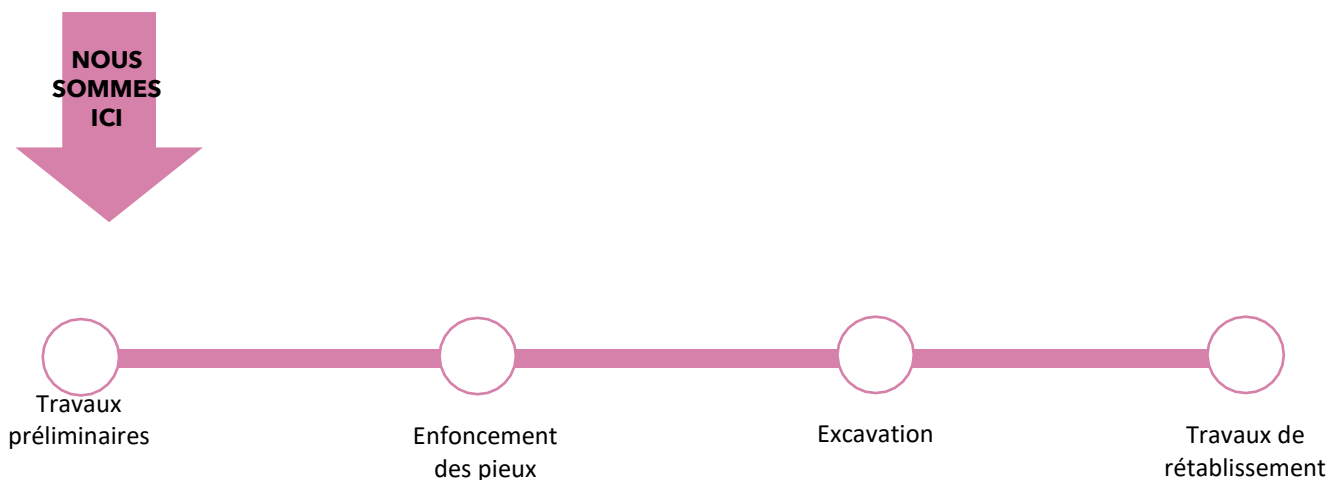 NOUS
SOMMES
ICI
Travaux
préliminaires
Enfoncement
des pieux
Excavation
Travaux de
rétablissement